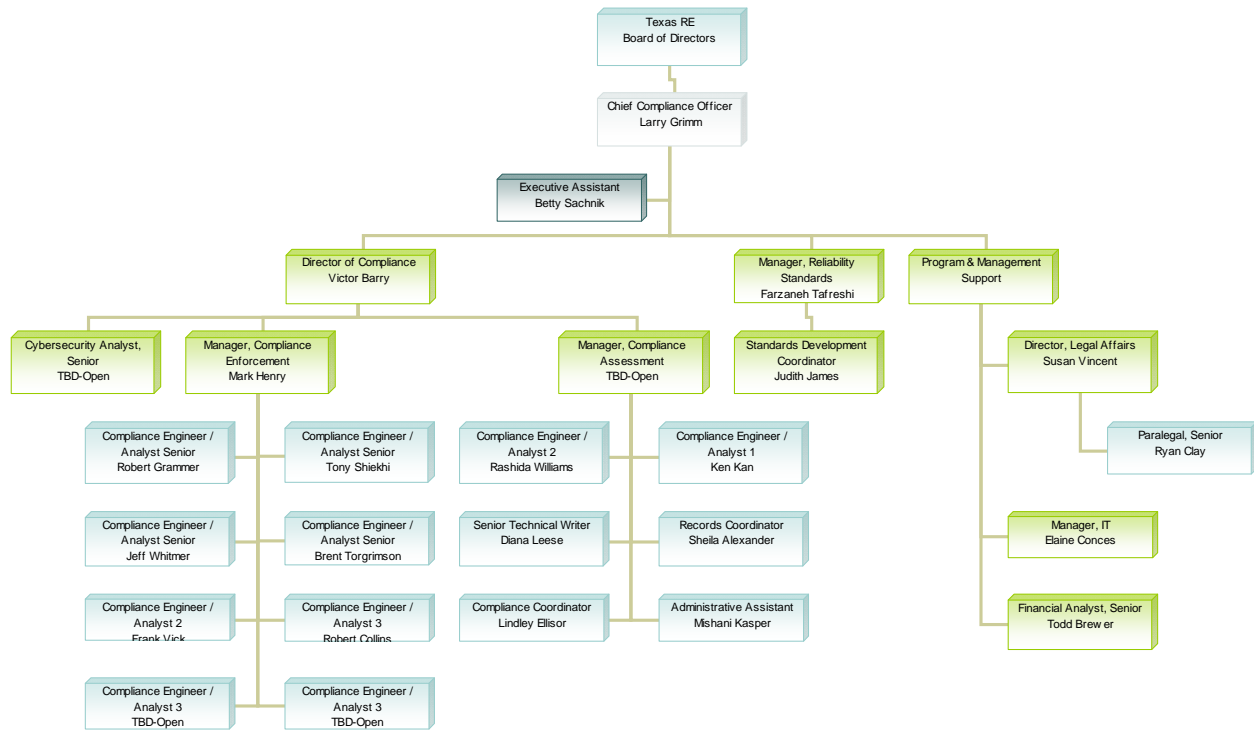 Texas RE
Board of Directors
Chief Compliance Officer
Larry Grimm
Executive Assistant
Betty Sachnik
Director of Compliance
Victor Barry
Manager, Reliability
Standards
Farzaneh Tafreshi
Program & Management
Support
Cybersecurity Analyst,
Senior
TBD-Open
Manager, Compliance
Enforcement
Mark Henry
Manager, Compliance
Assessment
TBD-Open
Standards Development
Coordinator
Judith James
Director, Legal Affairs
Susan Vincent
Compliance Engineer /
Analyst Senior
Robert Grammer
Compliance Engineer /
Analyst Senior
Tony Shiekhi
Compliance Engineer /
Analyst 2
Rashida Williams
Compliance Engineer /
Analyst 1
Ken Kan
Paralegal, Senior
Ryan Clay
Compliance Engineer /
Analyst Senior
Jeff Whitmer
Compliance Engineer /
Analyst Senior
Brent Torgrimson
Senior Technical Writer
Diana Leese
Records Coordinator
Sheila Alexander
Manager, IT
Elaine Conces
Compliance Engineer /
Analyst 2
Frank Vick
Compliance Engineer /
Analyst 3
Robert Collins
Compliance Coordinator
Lindley Ellisor
Administrative Assistant
Mishani Kasper
Financial Analyst, Senior
Todd Brewer
Compliance Engineer /
Analyst 3
TBD-Open
Compliance Engineer /
Analyst 3
TBD-Open